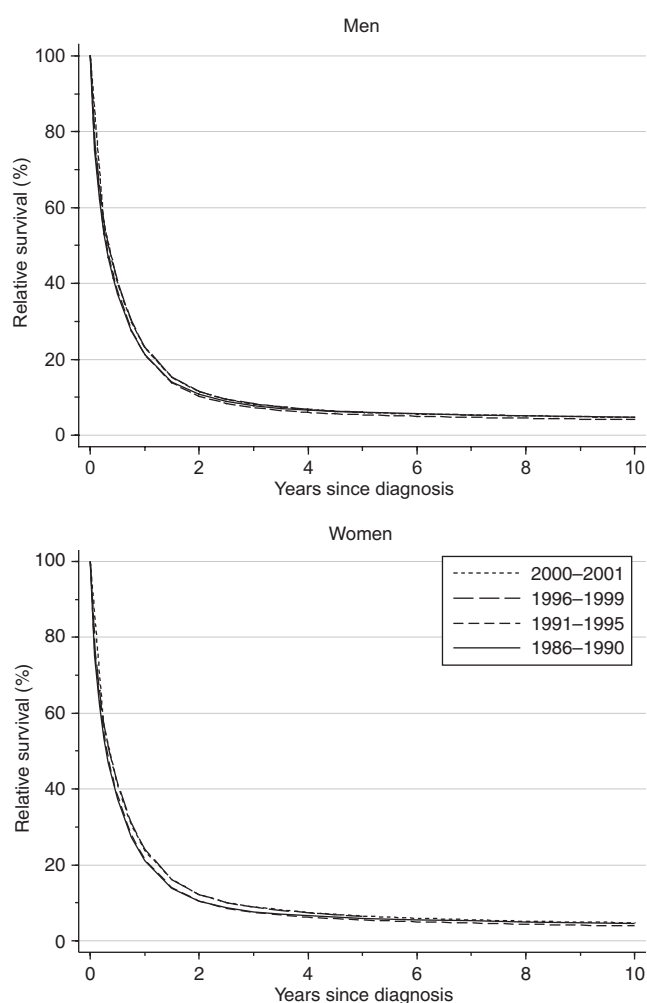 Men
100
80
60
40
20
0
Relative survival (%)
0 2 4 6 8 10
Years since diagnosis
Women
100
80
60
40
20
0
Relative survival (%)
2000–2001
1996–1999
1991–1995
1986–1990
0 2 4 6 8 10
Years since diagnosis